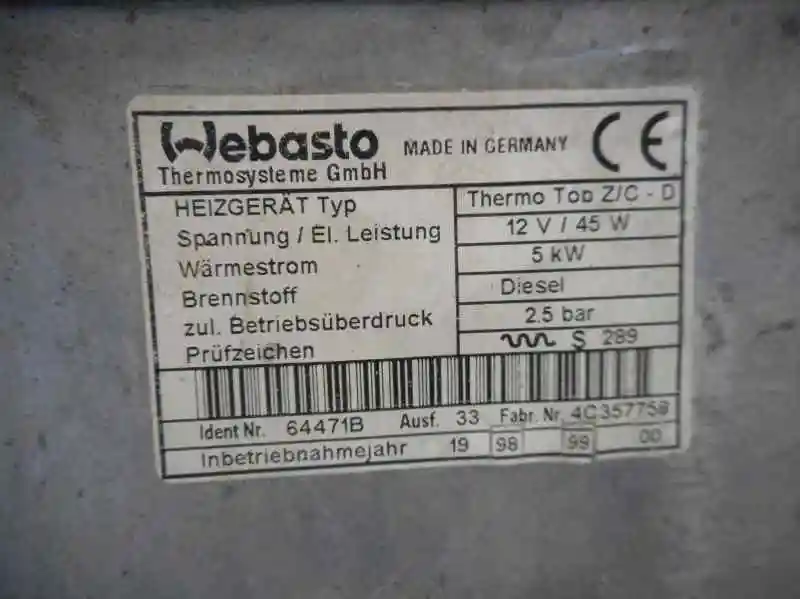 Webasto MADE IN GERMANY CE
Thermosysteme GmbH
HEIZGERÄT Typ Thermo Top Z/C - D
Spannung / El. Leistung 12 V / 45 W
Wärmestrom 5 kW
Brennstoff Diesel
zul. Betriebsüberdruck 2.5 bar
Prüfzeichen S 289
Ident Nr. 64471B Ausf. 33 Fabr. Nr.
Inbetriebnahmejahr 19 98 99 00